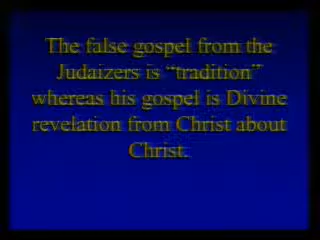 The false gospel from the
Judaizers is “tradition”
whereas his gospel is Divine
revelation from Christ about
Christ.